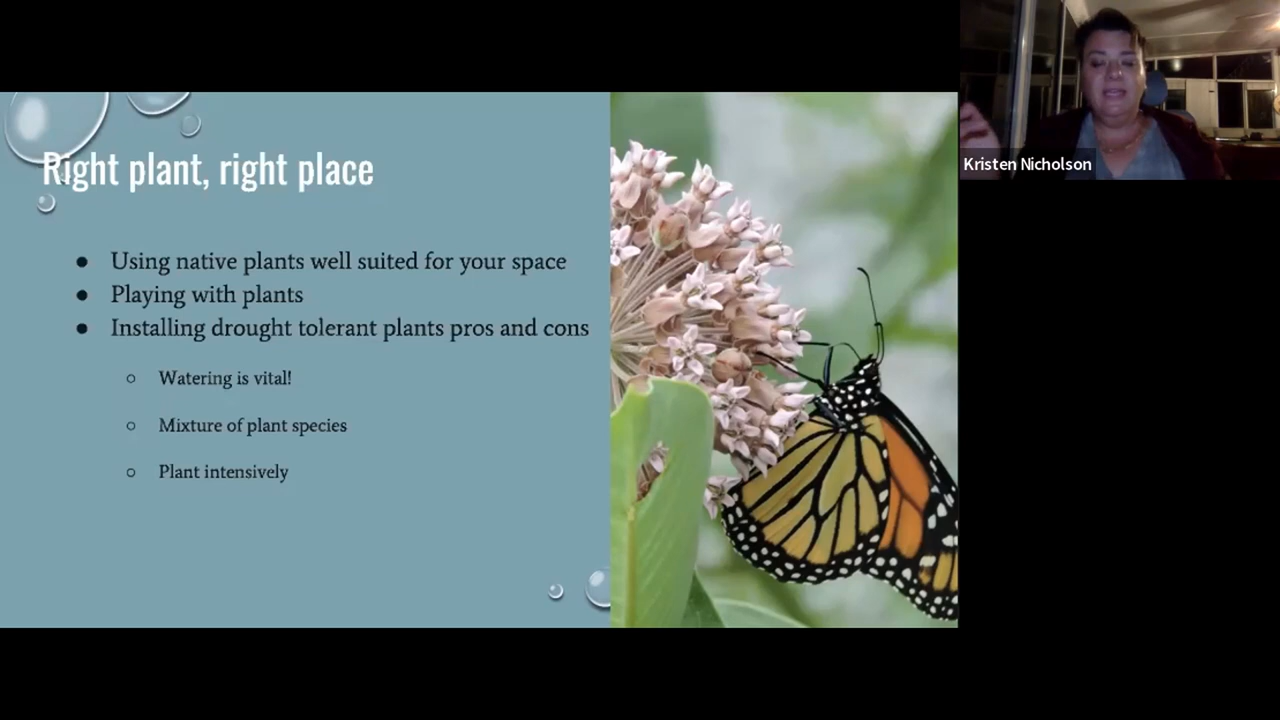 Right plant, right place
● Using native plants well suited for your space
● Playing with plants
● Installing drought tolerant plants pros and cons
○ Watering is vital!
○ Mixture of plant species
○ Plant intensively
Kristen Nicholson